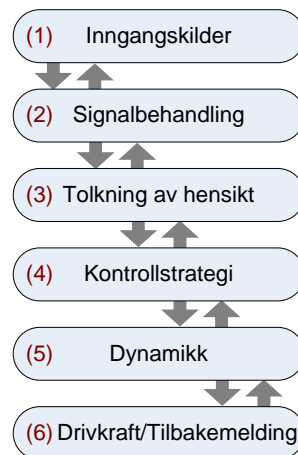 (1) Inngangskilder
(2) Signalbehandling
(3) Tolkning av hensikt
(4) Kontrollstrategi
(5) Dynamikk
(6) Drivkraft/Tilbakemelding